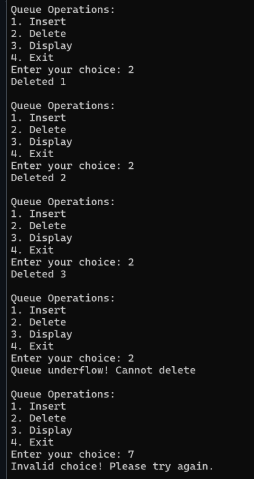 Queue Operations:
1. Insert
2. Delete
3. Display
4. Exit
Enter your choice: 2
Deleted 1

Queue Operations:
1. Insert
2. Delete
3. Display
4. Exit
Enter your choice: 2
Deleted 2

Queue Operations:
1. Insert
2. Delete
3. Display
4. Exit
Enter your choice: 2
Deleted 3

Queue Operations:
1. Insert
2. Delete
3. Display
4. Exit
Enter your choice: 2
Queue underflow! Cannot delete

Queue Operations:
1. Insert
2. Delete
3. Display
4. Exit
Enter your choice: 7
Invalid choice! Please try again.